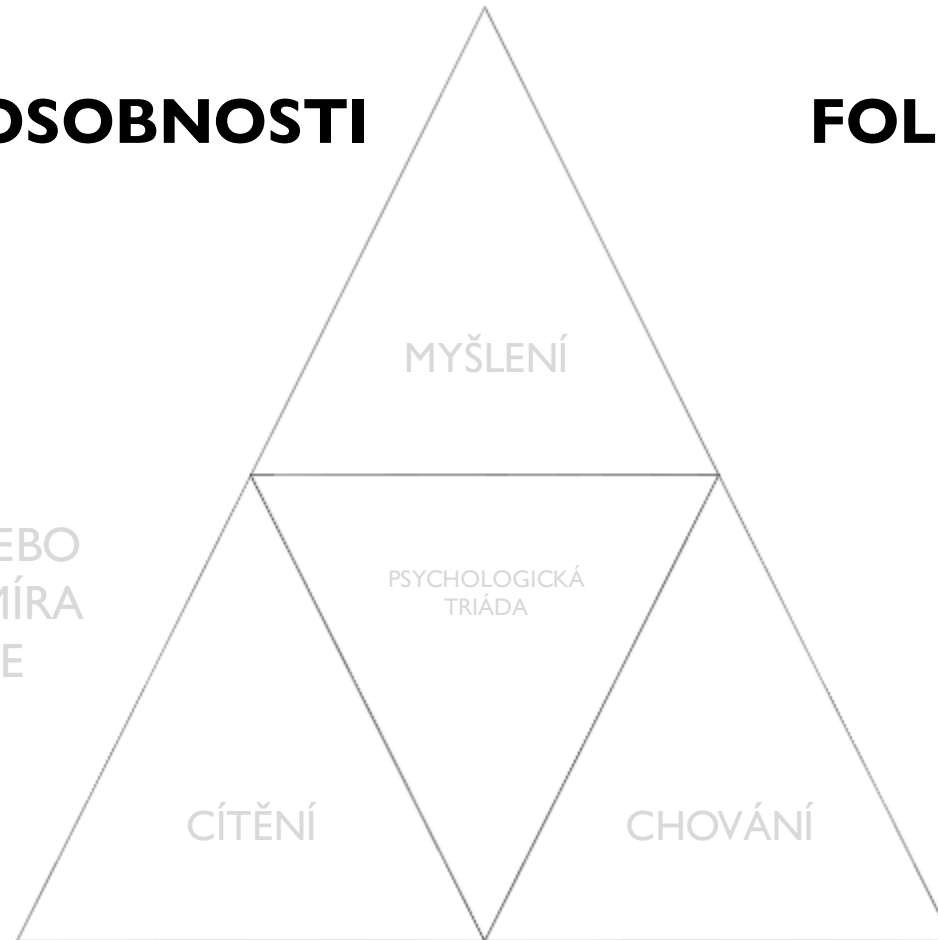 OSOBNOSTI
FOL
MYŠLENÍ
EBO
MÍRA
E
PSYCHOLOGICKÁ
TRIÁDA
CÍTĚNÍ
CHOVÁNÍ